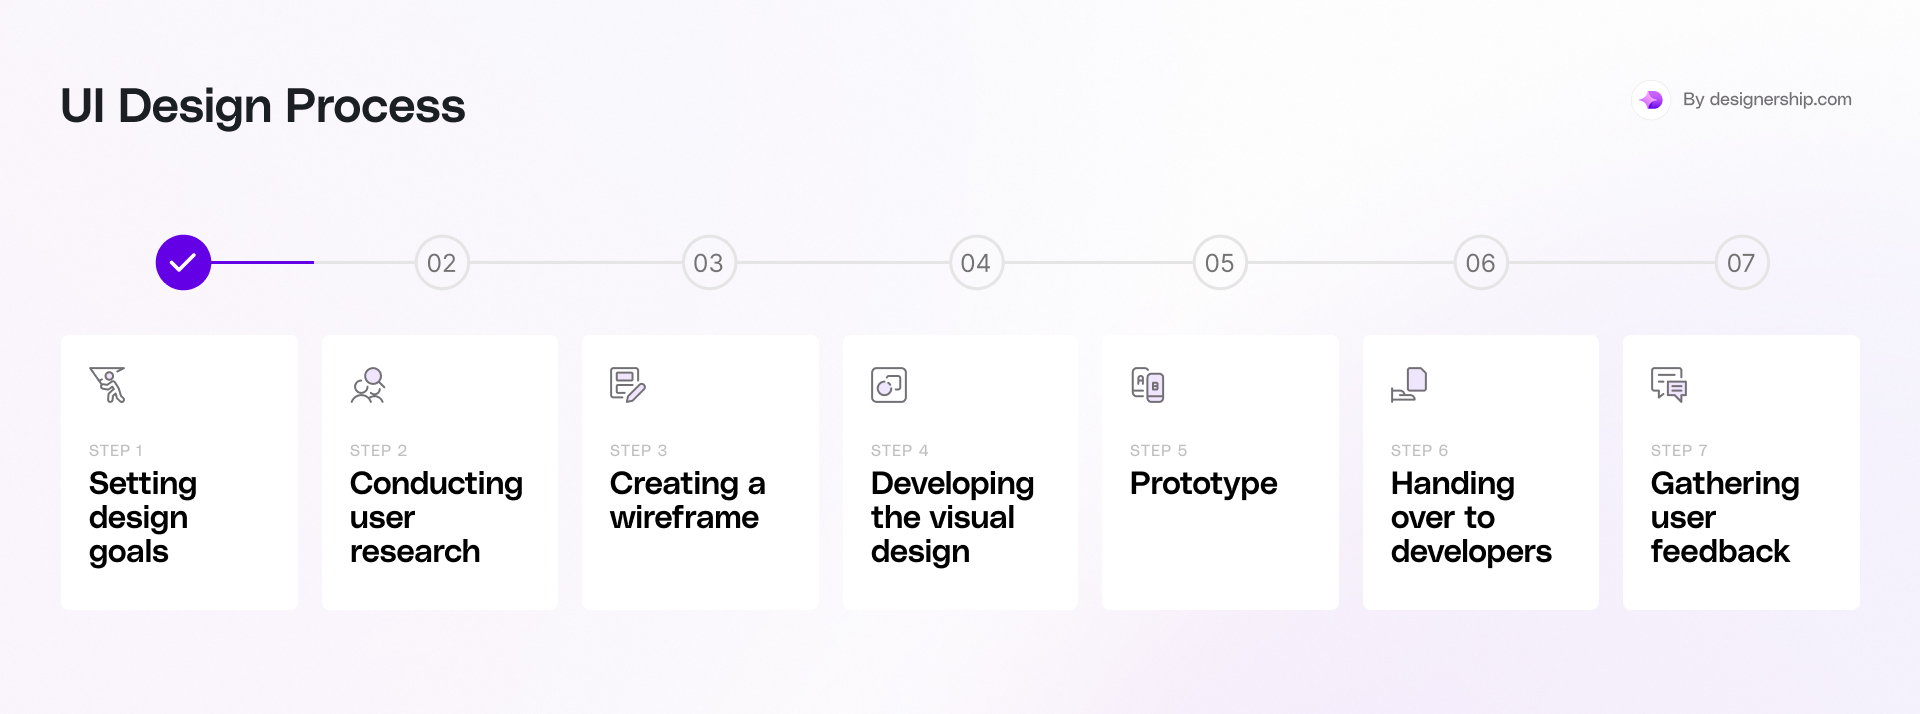 UI Design Process
By designership.com
02
03
04
05
06
07
A
B
STEP 1
Setting
design
goals
STEP 2
Conducting
user
research
STEP 3
Creating a
wireframe
STEP 4
Developing
the visual
design
STEP 5
Prototype
STEP 6
Handing
over to
developers
STEP 7
Gathering
user
feedback